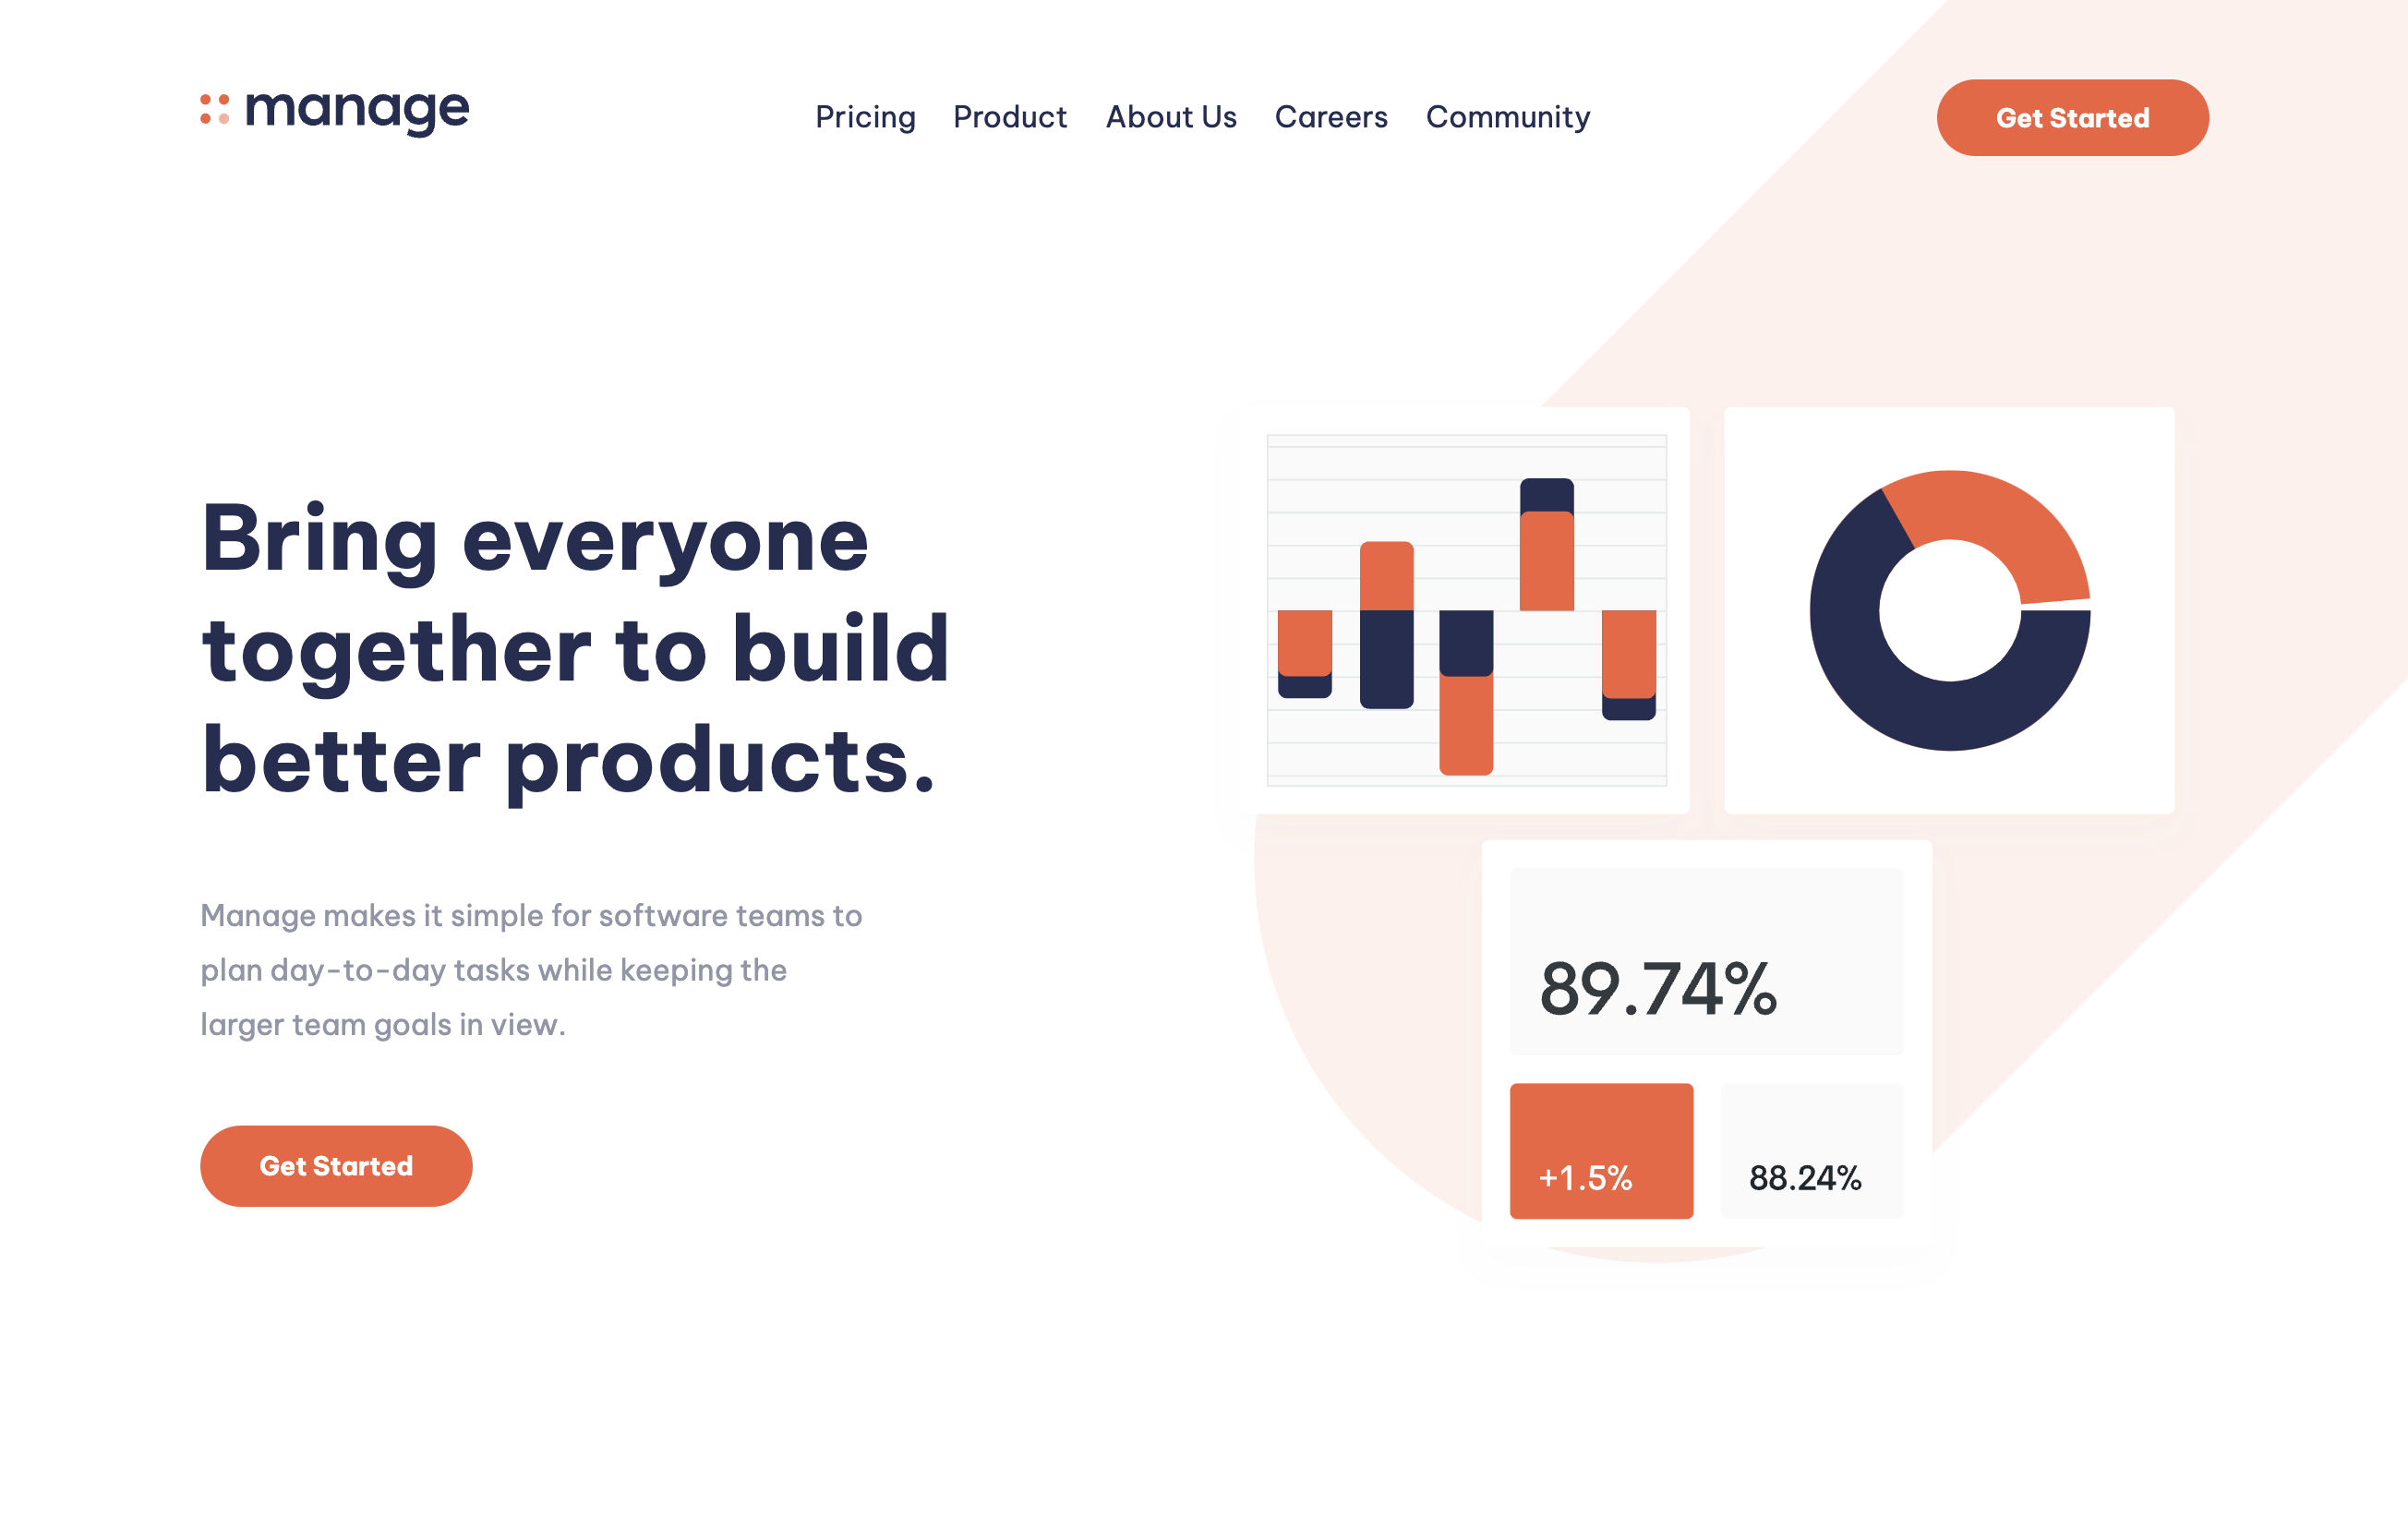 manage
Pricing Product About Us Careers Community
Get Started
Bring everyone
together to build
better products.
Manage makes it simple for software teams to
plan day-to-day tasks while keeping the
larger team goals in view.
Get Started
89.74%
+1.5% 88.24%